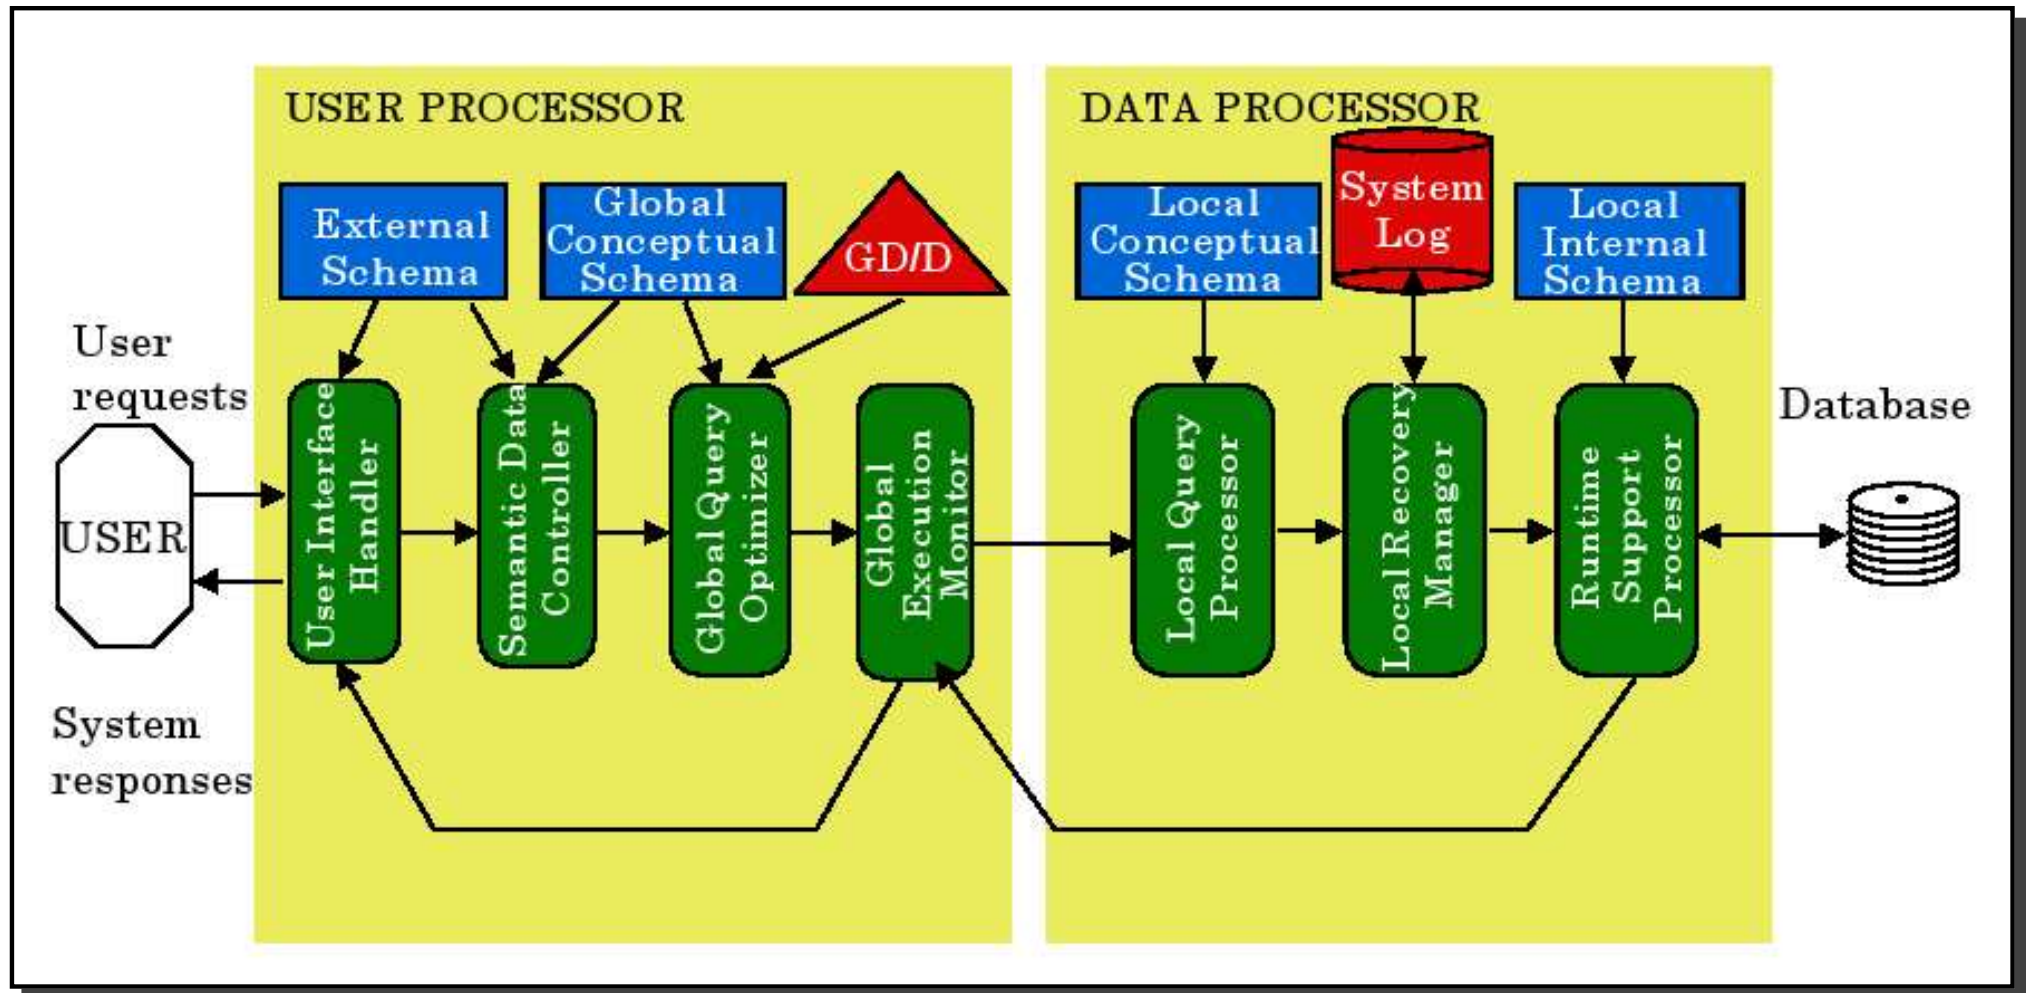 USER PROCESSOR
DATA PROCESSOR
External
Schema
Global
Conceptual
Schema
GD/D
Local
Conceptual
Schema
System
Log
Local
Internal
Schema
User
requests
USER
System
responses
User Interface
Handler
Semantic Data
Controller
Global Query
Optimizer
Global
Execution
Monitor
Local Query
Processor
Local Recovery
Manager
Runtime
Support
Processor
Database